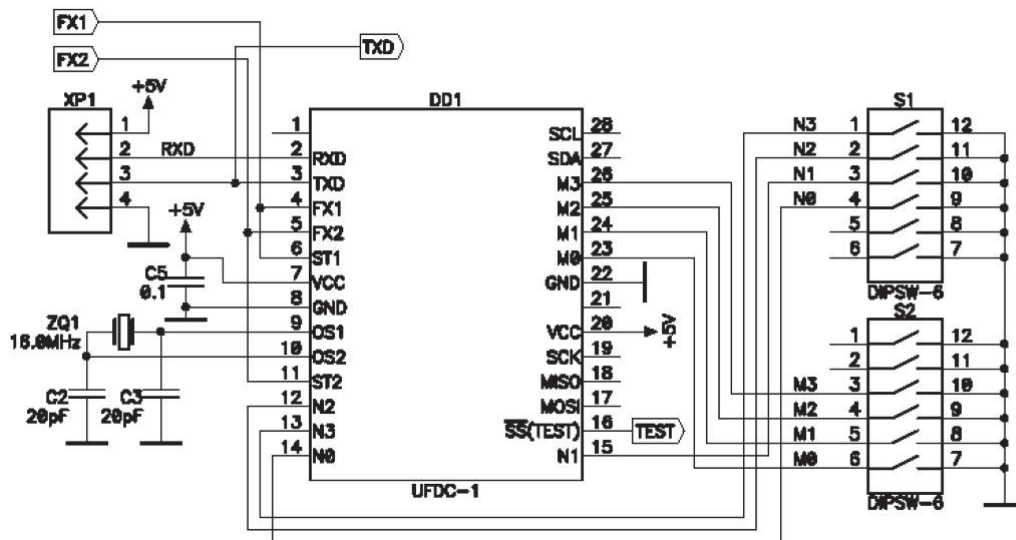 FX1
FX2
TXD
XP1
+5V
1
2 RXD
3
4
+5V
C5
0.1
ZQ1
16.0MHz
C2
20pF
C3
20pF
DD1
1
2 RXD
3 TXD
4 FX1
5 FX2
6 ST1
7 VCC
8 GND
9 OS1
10 OS2
11 ST2
12 N2
13 N3
14 N0
SCL 28
SDA 27
M3 26
M2 25
M1 24
M0 23
GND 22
21
VCC 20
+5V
SCK 19
MISO 18
MOSI 17
SS(TEST) 16 TEST
N1 15
UFDC-1
S1
N3 1 12
N2 2 11
N1 3 10
N0 4 9
5 8
6 7
DIPSW-6
S2
1 12
2 11
M3 3 10
M2 4 9
M1 5 8
M0 6 7
DIPSW-6